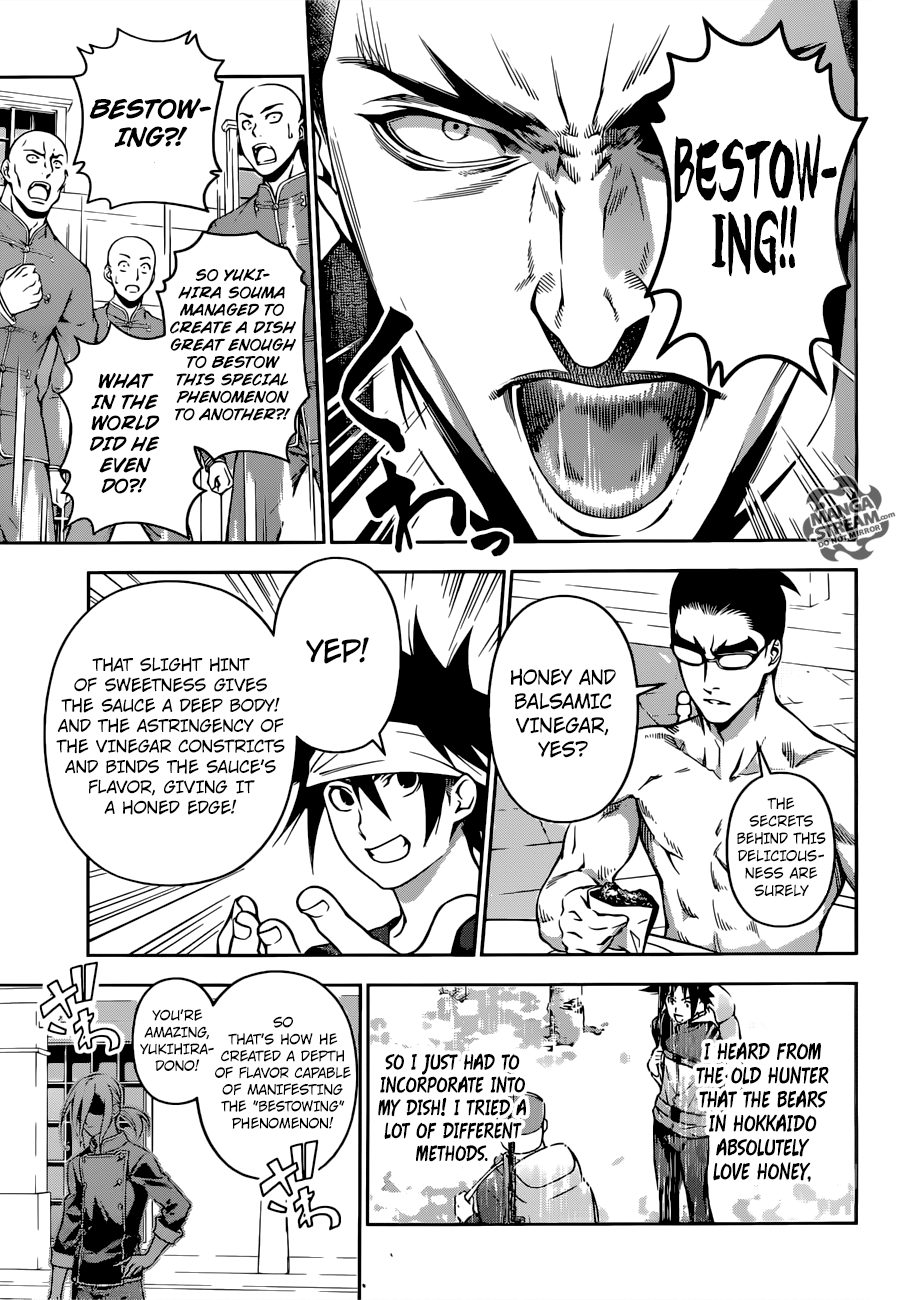 BESTOW-
ING!!
くわっ
BESTOW-
ING?!
SO YUKI-
HIRA SOUMA
MANAGED TO
CREATE A DISH
GREAT ENOUGH
TO BESTOW
THIS SPECIAL
PHENOMENON
TO ANOTHER?!
WHAT
IN THE
WORLD
DID HE
EVEN
DO?!
MANGA
STREAM.com
DO NOT MIRROR
HONEY AND
BALSAMIC
VINEGAR,
YES?
THE
SECRETS
BEHIND THIS
DELICIOUS-
NESS ARE
SURELY
YEP!
THAT SLIGHT HINT
OF SWEETNESS GIVES
THE SAUCE A DEEP BODY!
AND THE ASTRINGENCY OF
THE VINEGAR CONSTRICTS
AND BINDS THE SAUCE'S
FLAVOR, GIVING IT
A HONED EDGE!
I HEARD FROM
THE OLD HUNTER
THAT THE BEARS
IN HOKKAIDO
ABSOLUTELY
LOVE HONEY,
SO I JUST HAD TO
INCORPORATE INTO
MY DISH! I TRIED A
LOT OF DIFFERENT
METHODS.
SO
THAT'S HOW HE
CREATED A DEPTH
OF FLAVOR CAPABLE
OF MANIFESTING
THE "BESTOWING"
PHENOMENON!
YOU'RE
AMAZING,
YUKIHIRA-
DONO!
ざわ
ざわ